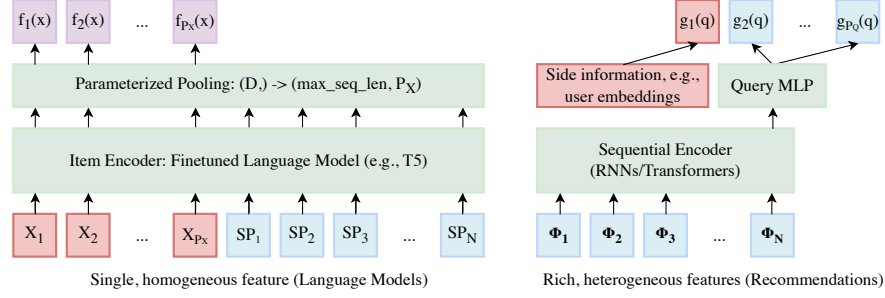 f1(x) f2(x) ... fPX(x)
Parameterized Pooling: (D,) -> (max_seq_len, PX)
Item Encoder: Finetuned Language Model (e.g., T5)
X1 X2 ... XPX SP1 SP2 SP3 ... SPN
Single, homogeneous feature (Language Models)
g1(q) g2(q) ... gPQ(q)
Side information, e.g.,
user embeddings
Query MLP
Sequential Encoder
(RNNs/Transformers)
Φ1 Φ2 Φ3 ... ΦN
Rich, heterogeneous features (Recommendations)